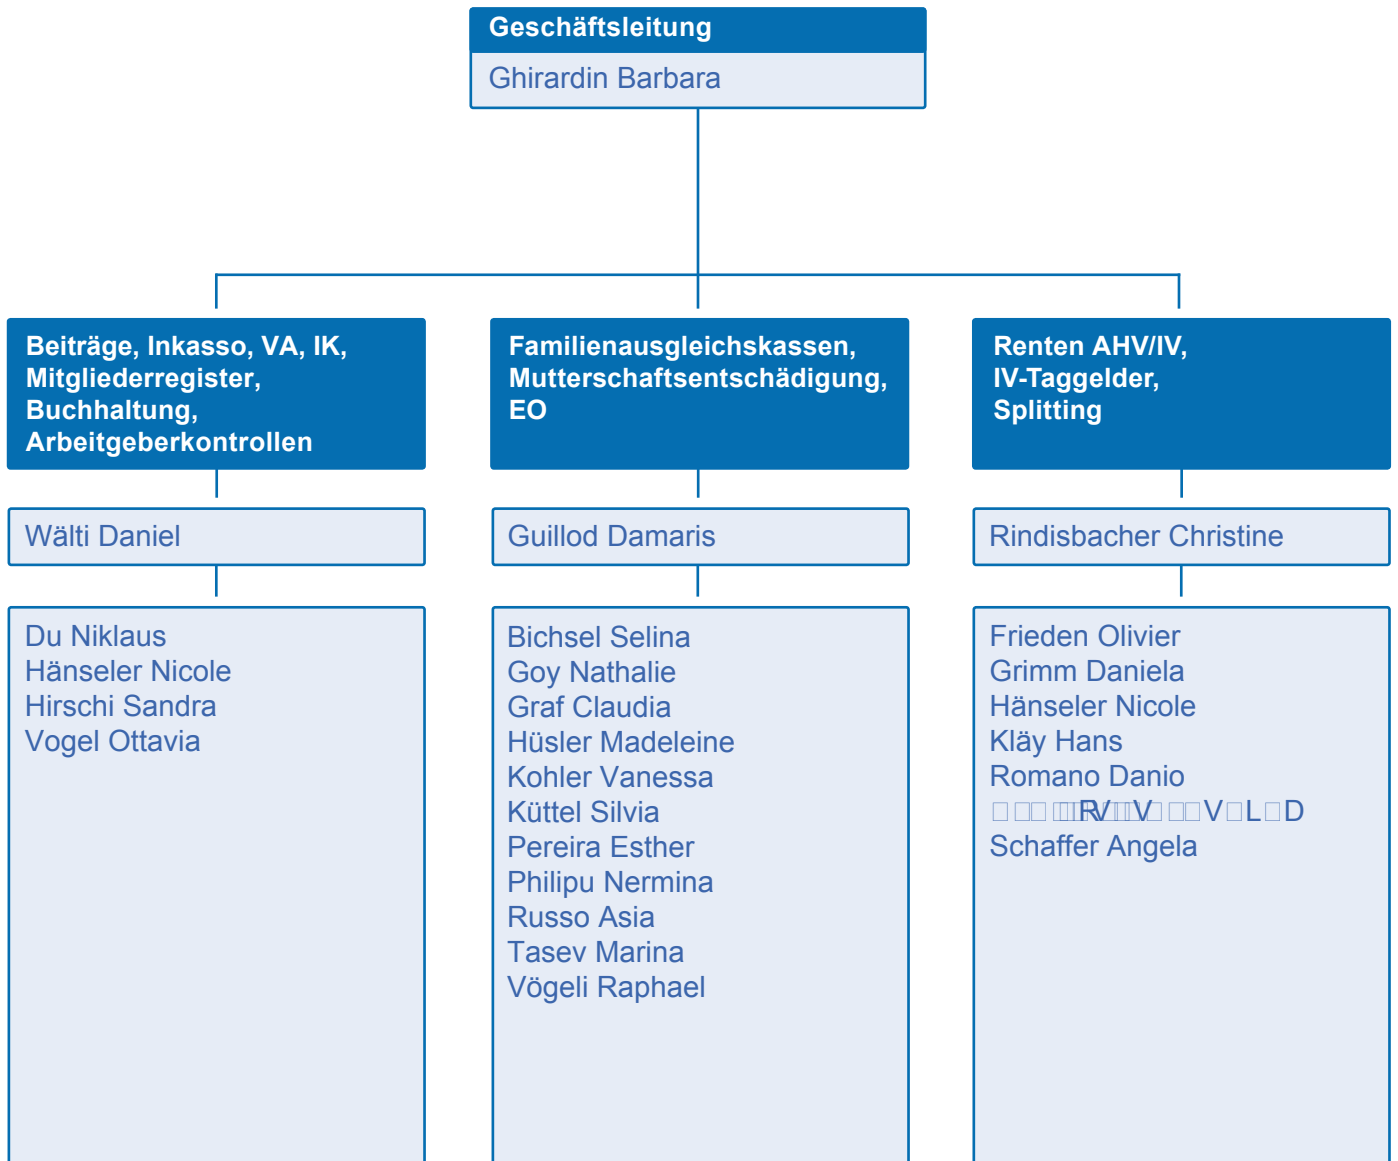 Geschäftsleitung
Ghirardin Barbara
Beiträge, Inkasso, VA, IK,
Mitgliederregister,
Buchhaltung,
Arbeitgeberkontrollen
Wälti Daniel
Du Niklaus
Hänseler Nicole
Hirschi Sandra
Vogel Ottavia
Familienausgleichskassen,
Mutterschaftsentschädigung,
EO
Guillod Damaris
Bichsel Selina
Goy Nathalie
Graf Claudia
Hüsler Madeleine
Kohler Vanessa
Küttel Silvia
Pereira Esther
Philipu Nermina
Russo Asia
Tasev Marina
Vögeli Raphael
Renten AHV/IV,
IV-Taggelder,
Splitting
Rindisbacher Christine
Frieden Olivier
Grimm Daniela
Hänseler Nicole
Kläy Hans
Romano Danio
Schaffer Angela